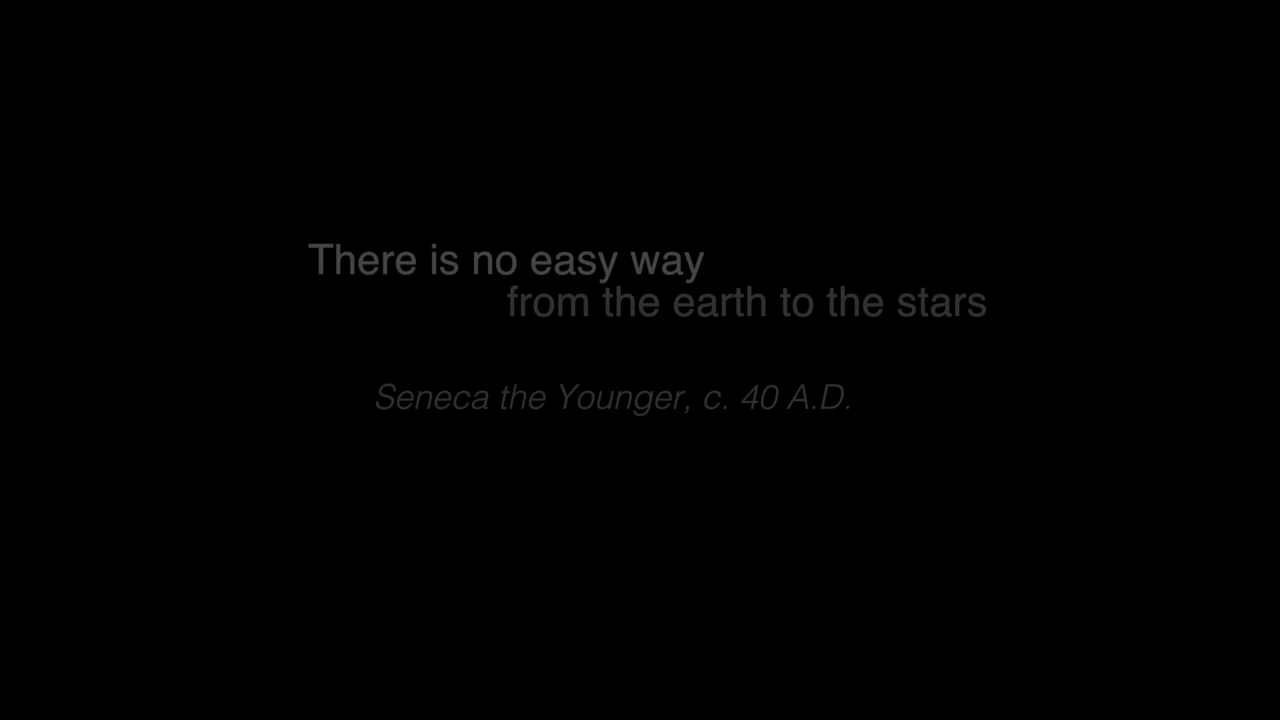 There is no easy way
from the earth to the stars
Seneca the Younger, c. 40 A.D.